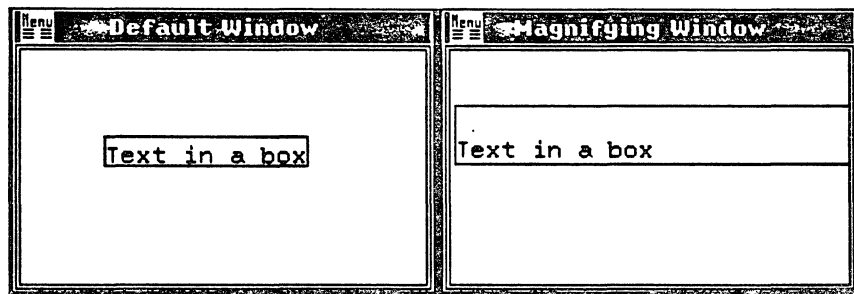 Menu
Default Window
Text in a box
Menu
Magnifying Window
Text in a box